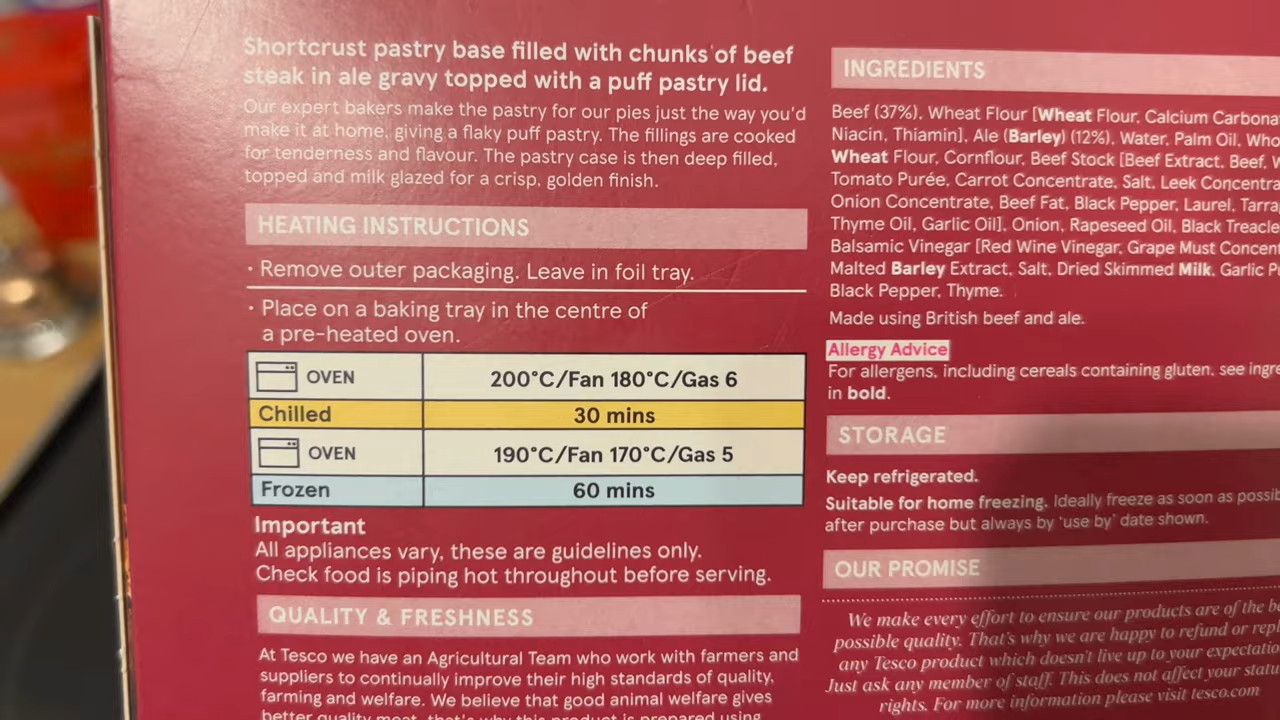 Shortcrust pastry base filled with chunks of beef
steak in ale gravy topped with a puff pastry lid.
Our expert bakers make the pastry for our pies just the way you'd
make it at home, giving a flaky puff pastry. The fillings are cooked
for tenderness and flavour. The pastry case is then deep filled,
topped and milk glazed for a crisp, golden finish.
HEATING INSTRUCTIONS
· Remove outer packaging. Leave in foil tray.
· Place on a baking tray in the centre of
a pre-heated oven.
OVEN 200°C/Fan 180°C/Gas 6
Chilled 30 mins
OVEN 190°C/Fan 170°C/Gas 5
Frozen 60 mins
Important
All appliances vary, these are guidelines only.
Check food is piping hot throughout before serving.
QUALITY & FRESHNESS
At Tesco we have an Agricultural Team who work with farmers and
suppliers to continually improve their high standards of quality,
farming and welfare. We believe that good animal welfare gives
better quality meat, that's why this product is prepared using
INGREDIENTS
Beef (37%), Wheat Flour [Wheat Flour, Calcium
Niacin, Thiamin], Ale (Barley) (12%), Water, Palm Oil,
Wheat Flour, Cornflour, Beef Stock [Beef Extract, Beef,
Tomato Purée, Carrot Concentrate, Salt, Leek
Onion Concentrate, Beef Fat, Black Pepper, Laurel,
Thyme Oil, Garlic Oil], Onion, Rapeseed Oil, Black Treacle
Balsamic Vinegar [Red Wine Vinegar, Grape Must
Malted Barley Extract, Salt, Dried Skimmed Milk, Garlic
Black Pepper, Thyme.
Made using British beef and ale.
Allergy Advice
For allergens, including cereals containing gluten, see
in bold.
STORAGE
Keep refrigerated.
Suitable for home freezing. Ideally freeze as soon as
after purchase but always by 'use by' date shown.
OUR PROMISE
We make every effort to ensure our products are of the
possible quality. That's why we are happy to refund or
any Tesco product which doesn't live up to your
Just ask any member of staff. This does not affect your
rights. For more information please visit tesco.com